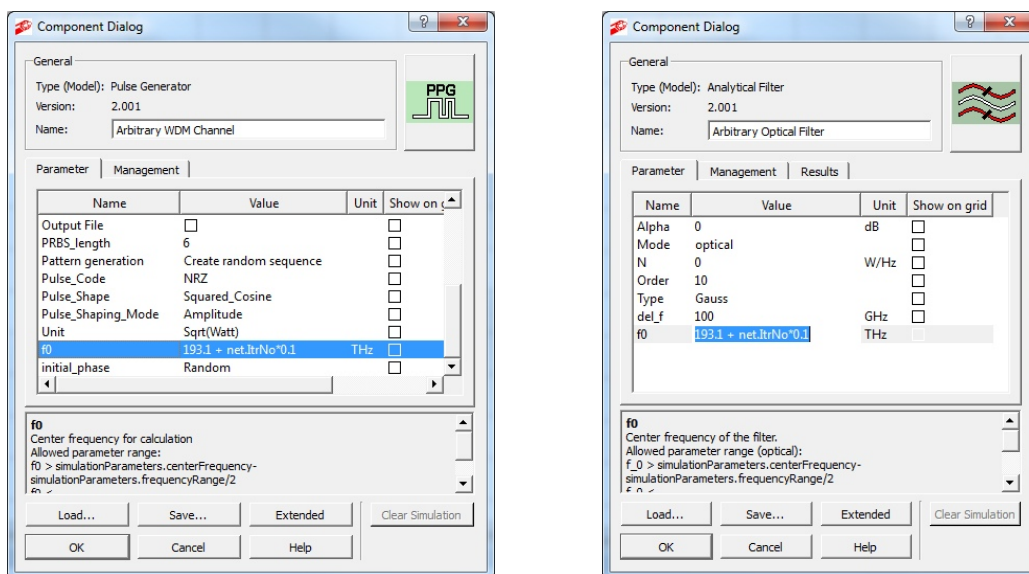 Component Dialog
General
Type (Model): Pulse Generator
Version: 2.001
Name: Arbitrary WDM Channel
PPG
Parameter Management
Name Value Unit Show on
Output File
PRBS_length 6
Pattern generation Create random sequence
Pulse_Code NRZ
Pulse_Shape Squared_Cosine
Pulse_Shaping_Mode Amplitude
Unit Sqrt(Watt)
f0 193.1 + net.ItrNo*0.1 THz
initial_phase Random
f0
Center frequency for calculation
Allowed parameter range:
f0 > simulationParameters.centerFrequency-
simulationParameters.frequencyRange/2
f0 <
Load... Save... Extended Clear Simulation
OK Cancel Help
Component Dialog
General
Type (Model): Analytical Filter
Version: 2.001
Name: Arbitrary Optical Filter
Parameter Management Results
Name Value Unit Show on grid
Alpha 0 dB
Mode optical
N 0 W/Hz
Order 10
Type Gauss
del_f 100 GHz
f0 193.1 + net.ItrNo*0.1 THz
f0
Center frequency of the filter.
Allowed parameter range (optical):
f_0 > simulationParameters.centerFrequency-
simulationParameters.frequencyRange/2
f_0 <
Load... Save... Extended Clear Simulation
OK Cancel Help